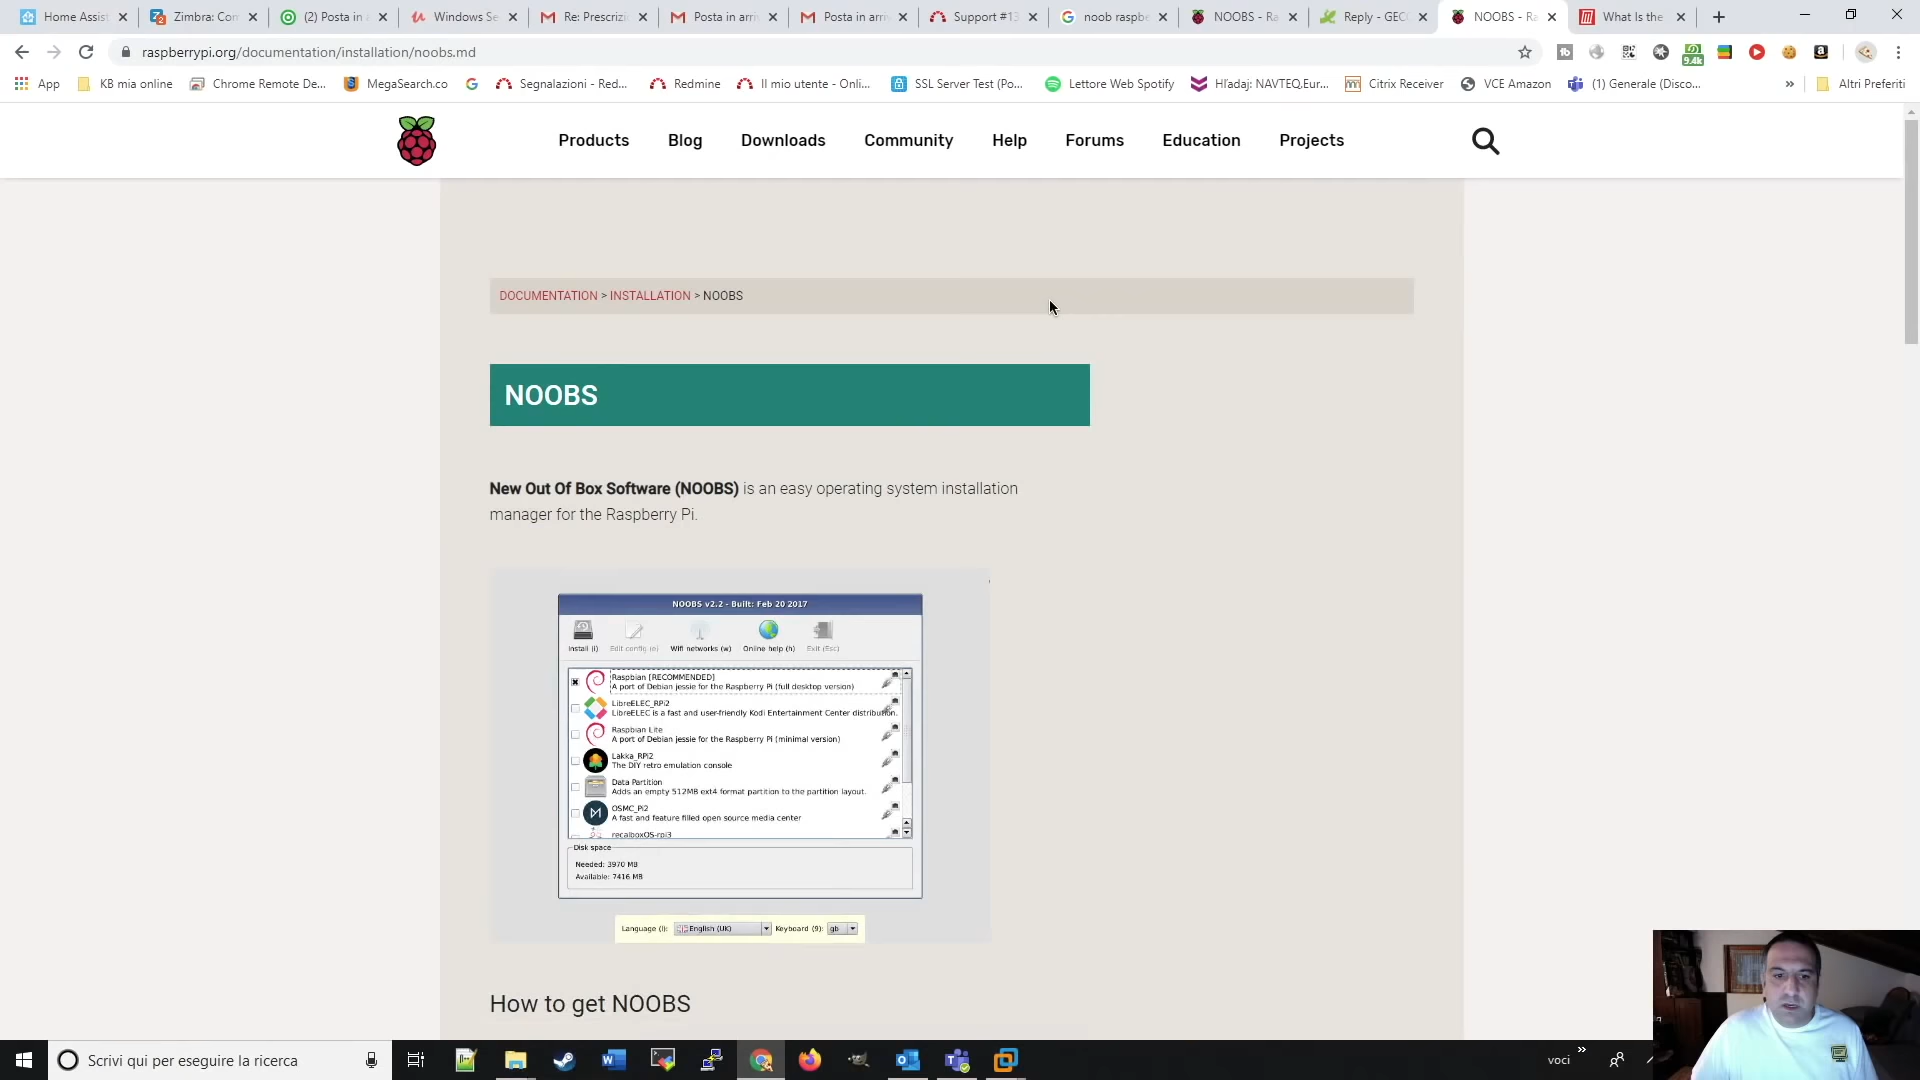 Home Assist
Zimbra: Con
(2) Posta in a
Windows Se
Re: Prescrizi
Posta in arri
Posta in arri
Support #13
noob raspbe
NOOBS - Ra
Reply - GECO
NOOBS - Ra
What Is the
raspberrypi.org/documentation/installation/noobs.md
9.4k
App
KB mia online
Chrome Remote De...
MegaSearch.co
Segnalazioni - Red...
Redmine
Il mio utente - Onli...
SSL Server Test (Po...
Lettore Web Spotify
Hľadaj: NAVTEQ,Eur...
Citrix Receiver
VCE Amazon
(1) Generale (Disco...
»
Altri Preferiti
Products Blog Downloads Community Help Forums Education Projects
DOCUMENTATION > INSTALLATION > NOOBS
NOOBS
New Out Of Box Software (NOOBS) is an easy operating system installation
manager for the Raspberry Pi.
NOOBS v2.2 - Built: Feb 20 2017
Install (i) Edit config (e) Wifi networks (w) Online help (h) Exit (Esc)
Raspbian [RECOMMENDED]
A port of Debian jessie for the Raspberry Pi (full desktop version)
LibreELEC_RPi2
LibreELEC is a fast and user-friendly Kodi Entertainment Center distribution.
Raspbian Lite
A port of Debian jessie for the Raspberry Pi (minimal version)
Lakka_RPi2
The DIY retro emulation console
Data Partition
Adds an empty 512MB ext4 format partition to the partition layout.
OSMC_Pi2
A fast and feature filled open source media center
recalboxOS-rpi3
Disk space
Needed: 3970 MB
Available: 7416 MB
Language (l): English (UK) Keyboard (9): gb
How to get NOOBS
Scrivi qui per eseguire la ricerca
voci »